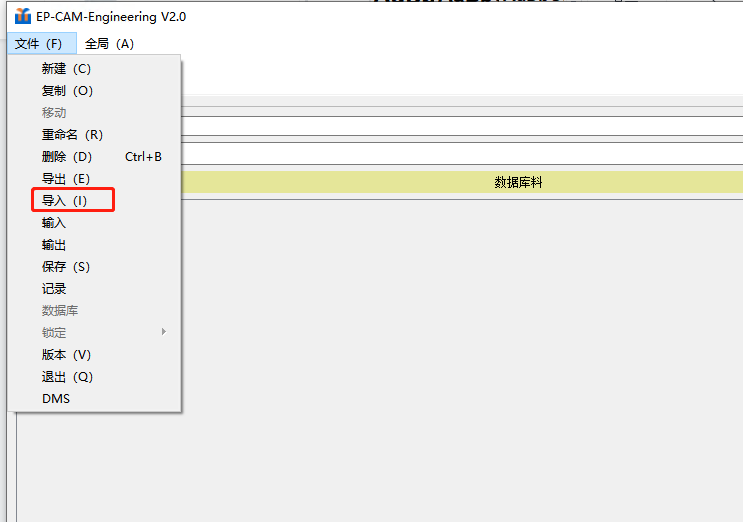 EP-CAM-Engineering V2.0
文件（F） 全局（A）
新建（C）
复制（O）
移动
重命名（R）
删除（D） Ctrl+B
导出（E）
导入（I）
数据库料
输入
输出
保存（S）
记录
数据库
锁定
版本（V）
退出（Q）
DMS